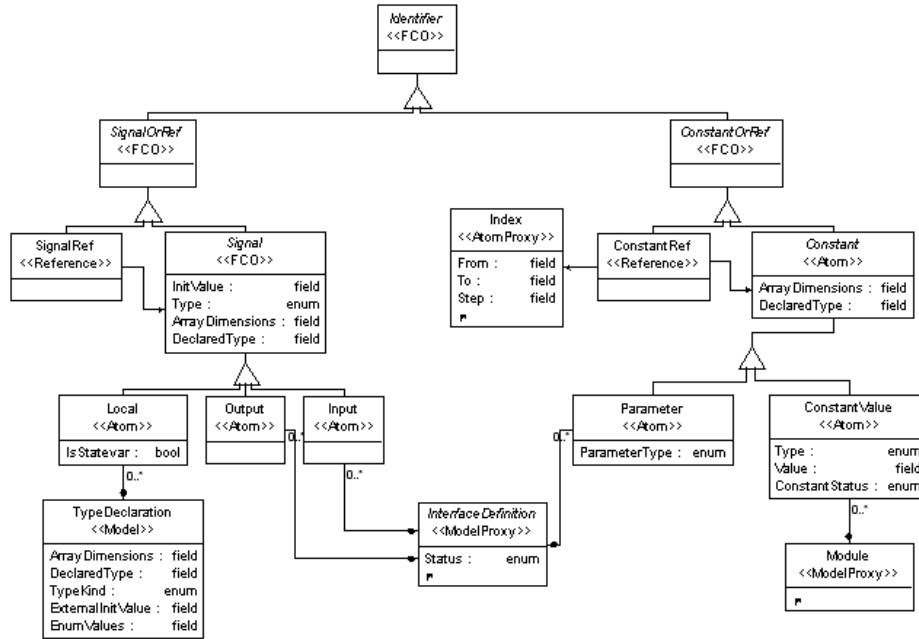 Identifier
<<FCO>>
SignalOrRef
<<FCO>>
ConstantOrRef
<<FCO>>
SignalRef
<<Reference>>
Signal
<<FCO>>
InitValue : field
Type : enum
ArrayDimensions : field
DeclaredType : field
Index
<<AtomProxy>>
From : field
To : field
Step : field
ConstantRef
<<Reference>>
Constant
<<Atom>>
ArrayDimensions : field
DeclaredType : field
Local
<<Atom>>
IsStatevar : bool
Output
<<Atom>>
Input
<<Atom>>
Parameter
<<Atom>>
ParameterType : enum
ConstantValue
<<Atom>>
Type : enum
Value : field
ConstantStatus : enum
0..*
0..*
0..*
0..*
0..*
TypeDeclaration
<<Model>>
ArrayDimensions : field
DeclaredType : field
TypeKind : enum
ExternalInitValue : field
EnumValues : field
InterfaceDefinition
<<ModelProxy>>
Status : enum
Module
<<ModelProxy>>